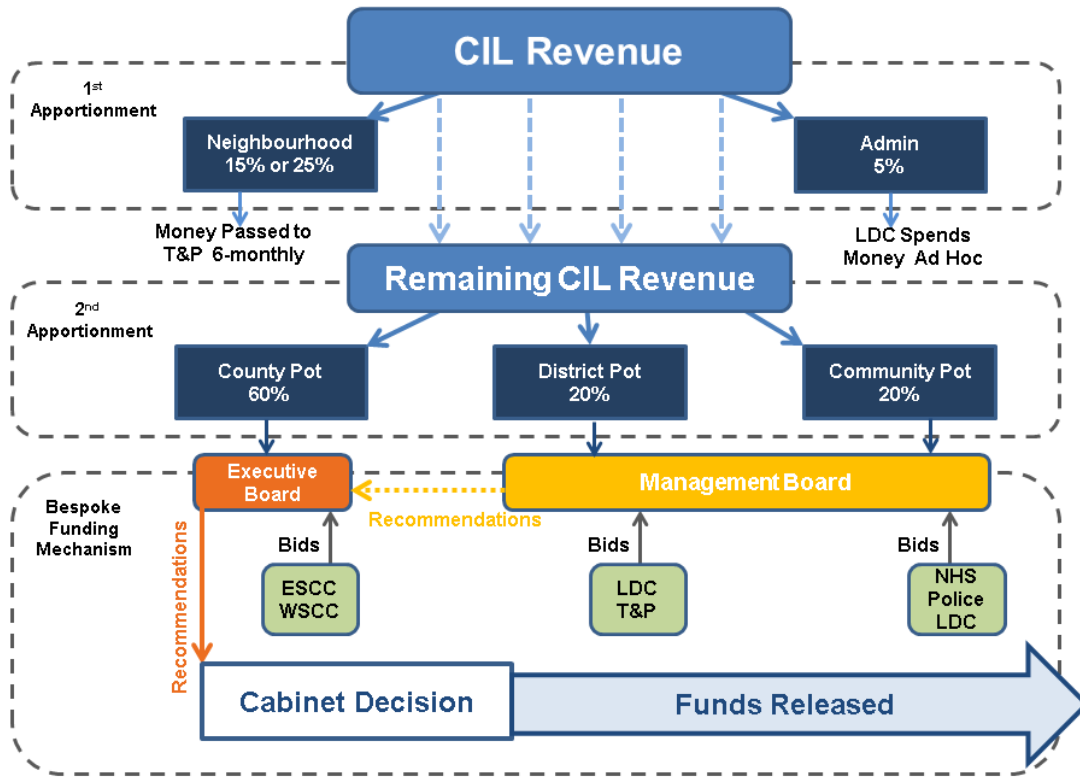 CIL Revenue
1st
Apportionment
Neighbourhood
15% or 25%
Admin
5%
Money Passed to
T&P 6-monthly
LDC Spends
Money Ad Hoc
Remaining CIL Revenue
2nd
Apportionment
County Pot
60%
District Pot
20%
Community Pot
20%
Executive
Board
Management Board
Bespoke
Funding
Mechanism
Recommendations
Recommendations
Bids
Bids
Bids
ESCC
WSCC
LDC
T&P
NHS
Police
LDC
Cabinet Decision
Funds Released